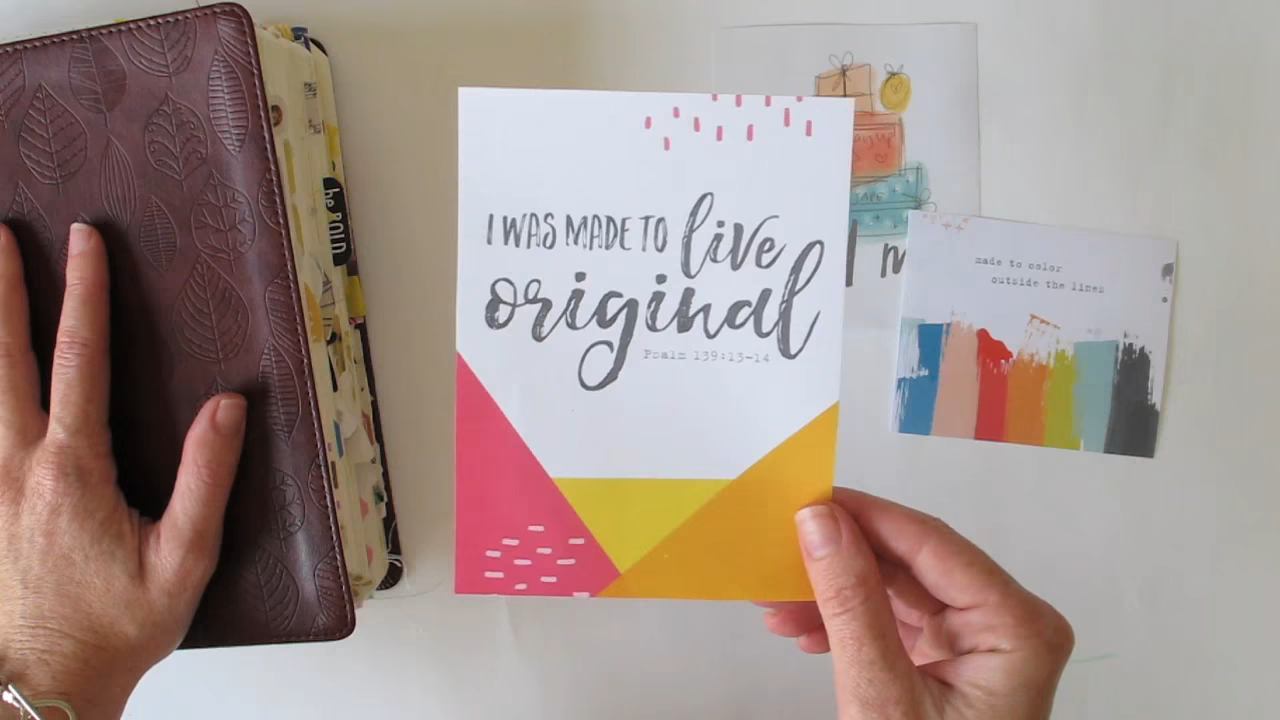 I WAS MADE TO live
original
Psalm 139:13-14
made to color
outside the lines
be BOLD